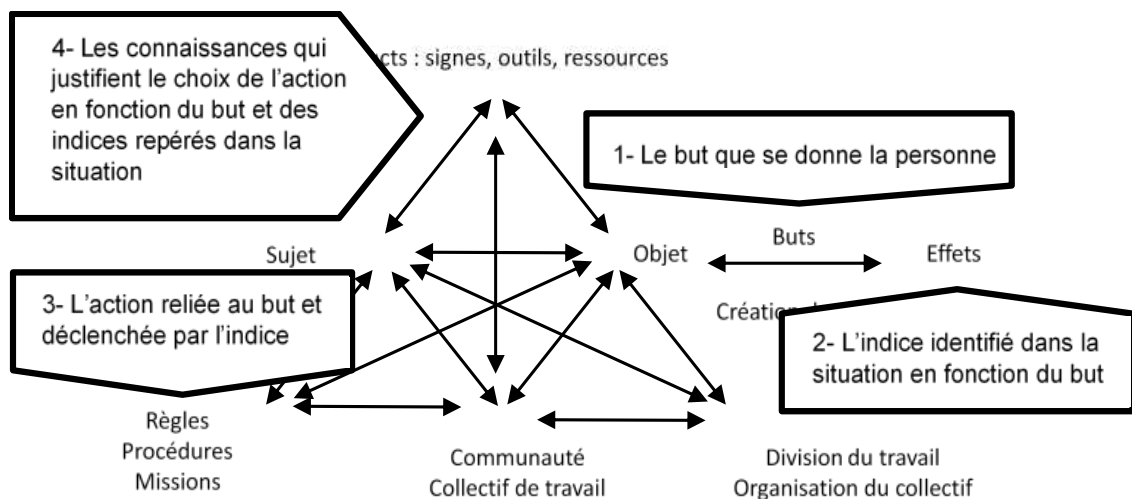 4- Les connaissances qui
justifient le choix de l'action
en fonction du but et des
indices repérés dans la
situation
: signes, outils, ressources
1- Le but que se donne la personne
Sujet
Objet
Buts
Effets
3- L'action reliée au but et
déclenchée par l'indice
Création
2- L'indice identifié dans la
situation en fonction du but
Règles
Procédures
Missions
Communauté
Collectif de travail
Division du travail
Organisation du collectif